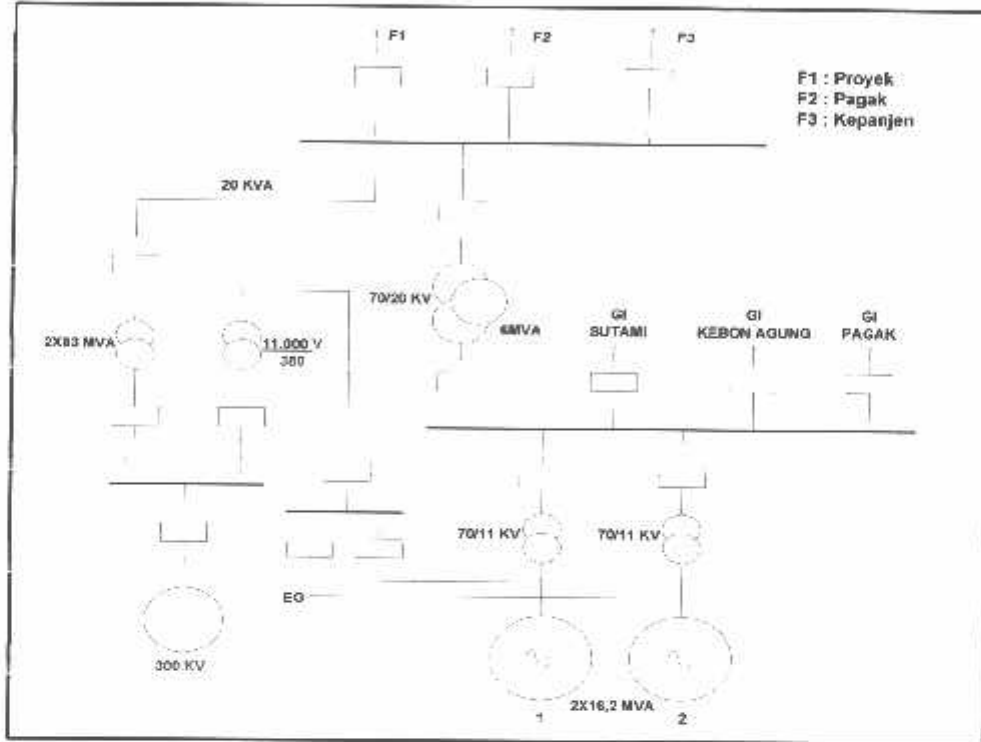 F1
F2
F3
F1 : Proyek
F2 : Pagak
F3 : Kepanjen
20 KVA
70/20 KV
6MVA
2X83 MVA
11.000 V
380
GI
SUTAMI
GI
KEBON AGUNG
GI
PAGAK
70/11 KV
70/11 KV
EG
300 KV
2X16,2 MVA
1
2